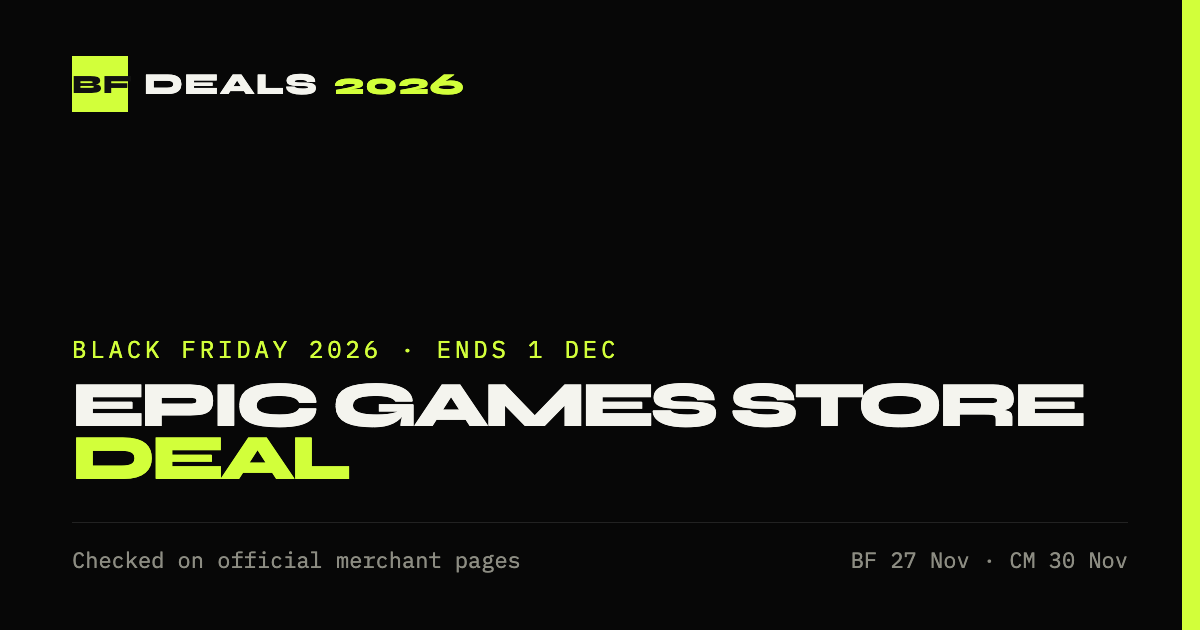 BF DEALS 2026
BLACK FRIDAY 2026 · ENDS 1 DEC
EPIC GAMES STORE
DEAL
Checked on official merchant pages
BF 27 Nov · CM 30 Nov